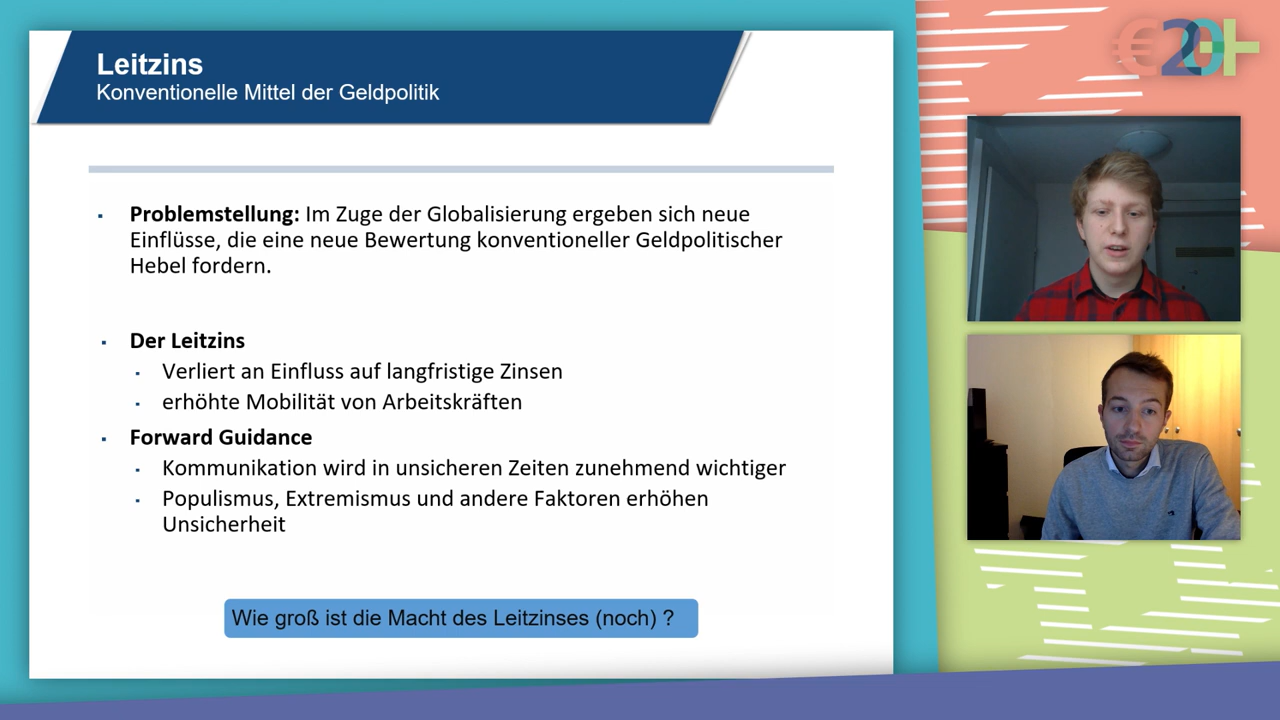 Leitzins
Konventionelle Mittel der Geldpolitik
€20+
▪ Problemstellung: Im Zuge der Globalisierung ergeben sich neue
Einflüsse, die eine neue Bewertung konventioneller Geldpolitischer
Hebel fordern.
▪ Der Leitzins
▪ Verliert an Einfluss auf langfristige Zinsen
▪ erhöhte Mobilität von Arbeitskräften
▪ Forward Guidance
▪ Kommunikation wird in unsicheren Zeiten zunehmend wichtiger
▪ Populismus, Extremismus und andere Faktoren erhöhen
Unsicherheit
Wie groß ist die Macht des Leitzinses (noch) ?